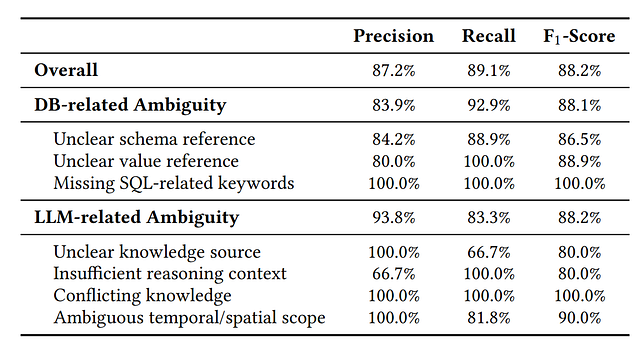 Precision Recall F₁-Score
Overall 87.2% 89.1% 88.2%
DB-related Ambiguity 83.9% 92.9% 88.1%
Unclear schema reference 84.2% 88.9% 86.5%
Unclear value reference 80.0% 100.0% 88.9%
Missing SQL-related keywords 100.0% 100.0% 100.0%
LLM-related Ambiguity 93.8% 83.3% 88.2%
Unclear knowledge source 100.0% 66.7% 80.0%
Insufficient reasoning context 66.7% 100.0% 80.0%
Conflicting knowledge 100.0% 100.0% 100.0%
Ambiguous temporal/spatial scope 100.0% 81.8% 90.0%